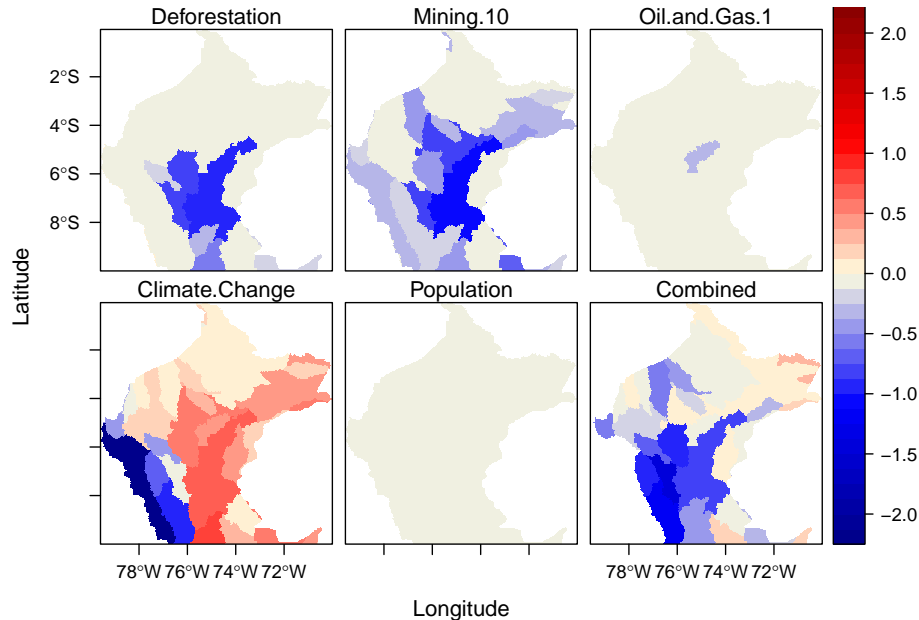 Deforestation Mining.10 Oil.and.Gas.1
2°S
4°S
6°S
8°S
Latitude
Climate.Change Population Combined
78°W 76°W 74°W 72°W 78°W 76°W 74°W 72°W
Longitude
2.0
1.5
1.0
0.5
0.0
−0.5
−1.0
−1.5
−2.0